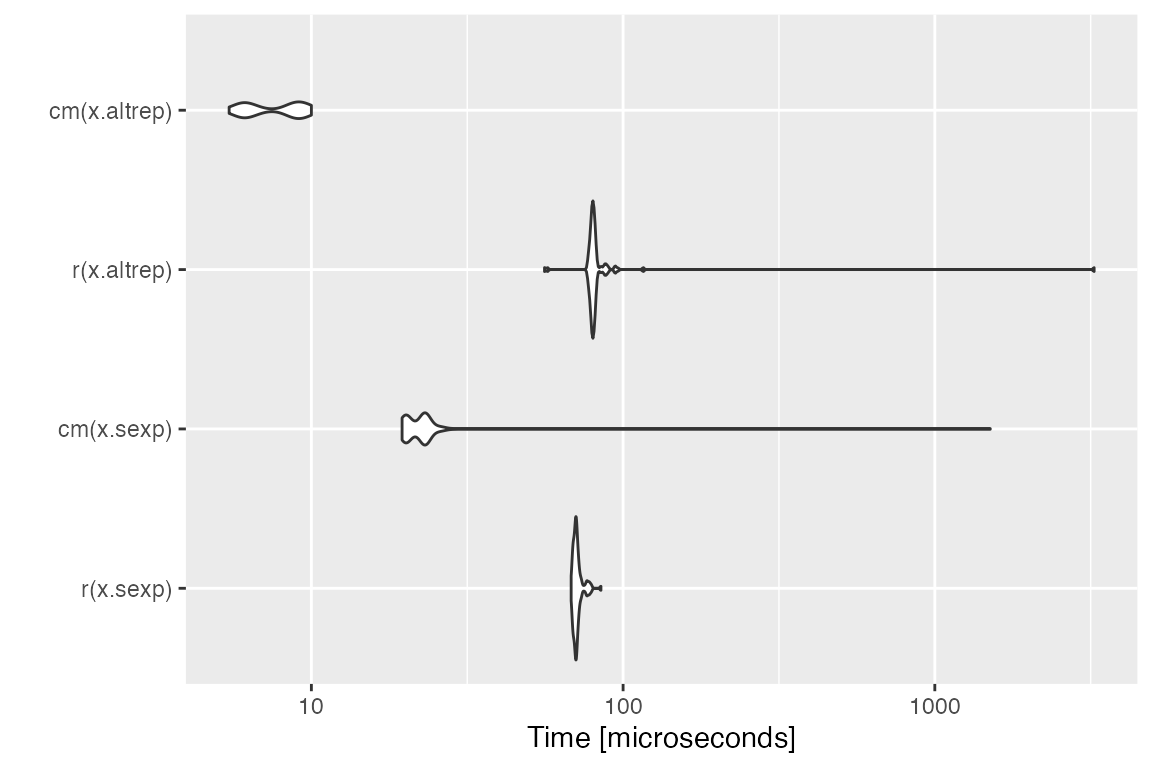 cm(x.altrep)
r(x.altrep)
cm(x.sexp)
r(x.sexp)
10 100 1000
Time [microseconds]